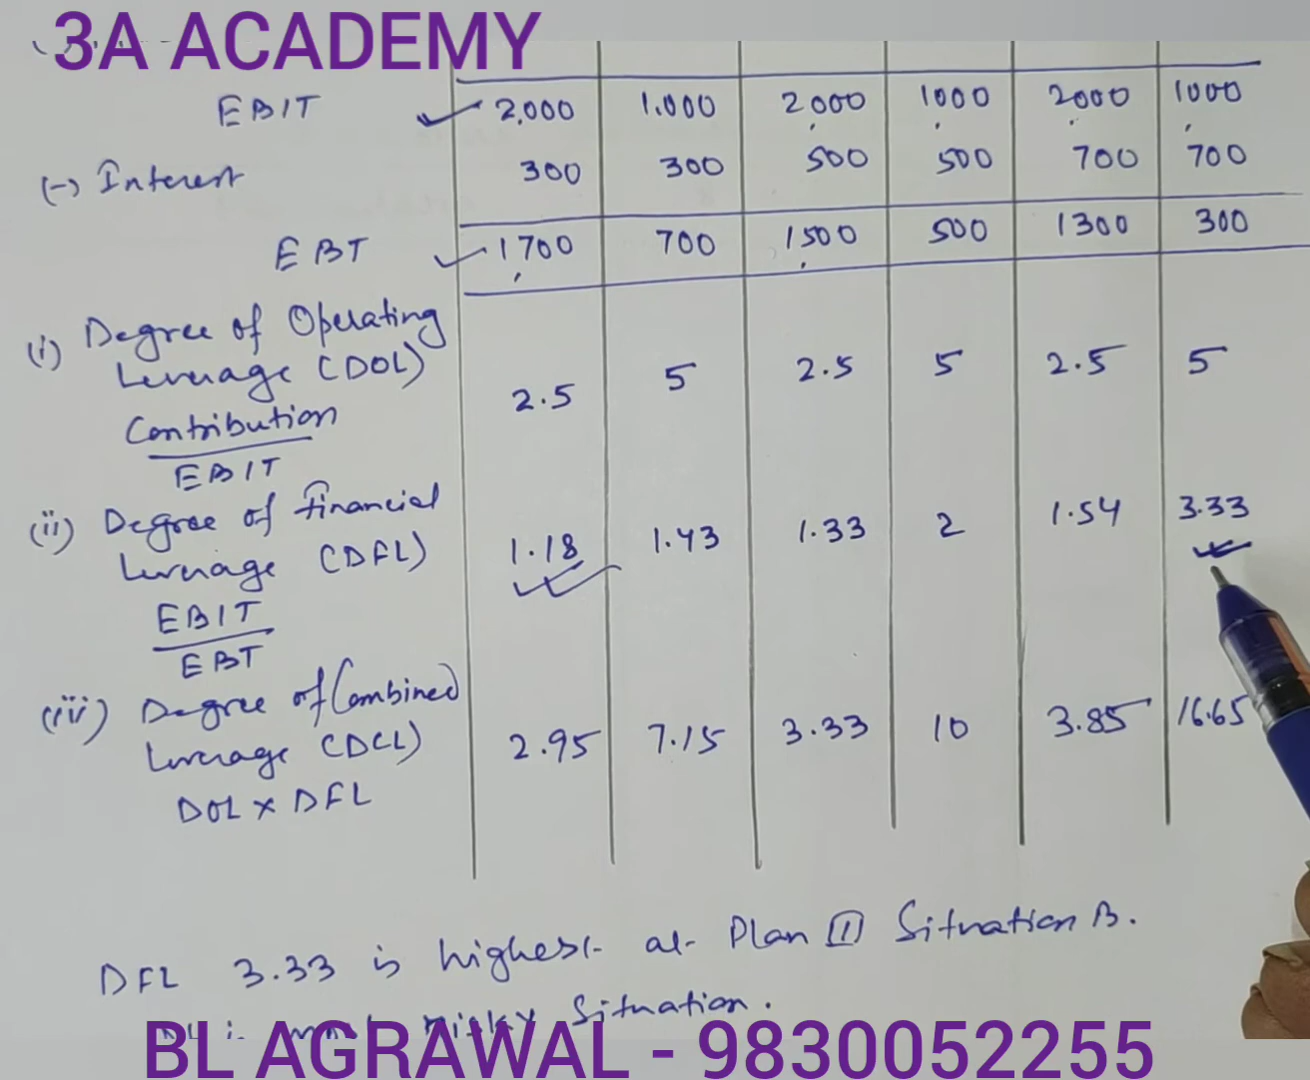 3A ACADEMY
EBIT 2,000 1,000 2,000 1000 2000 1000
(-) Interest 300 300 500 500 700 700
EBT 1700 700 1500 500 1300 300
(i) Degree of Operating
Leverage (DOL) 2.5 5 2.5 5 2.5 5
Contribution
EBIT
(ii) Degree of Financial
Leverage (DFL) 1.18 1.43 1.33 2 1.54 3.33
EBIT
EBT
(iii) Degree of Combined
Leverage (DCL) 2.95 7.15 3.33 10 3.85 16.65
DOL x DFL
DFL 3.33 is highest at Plan Situation B.
risky Situation.
BL AGRAWAL - 9830052255